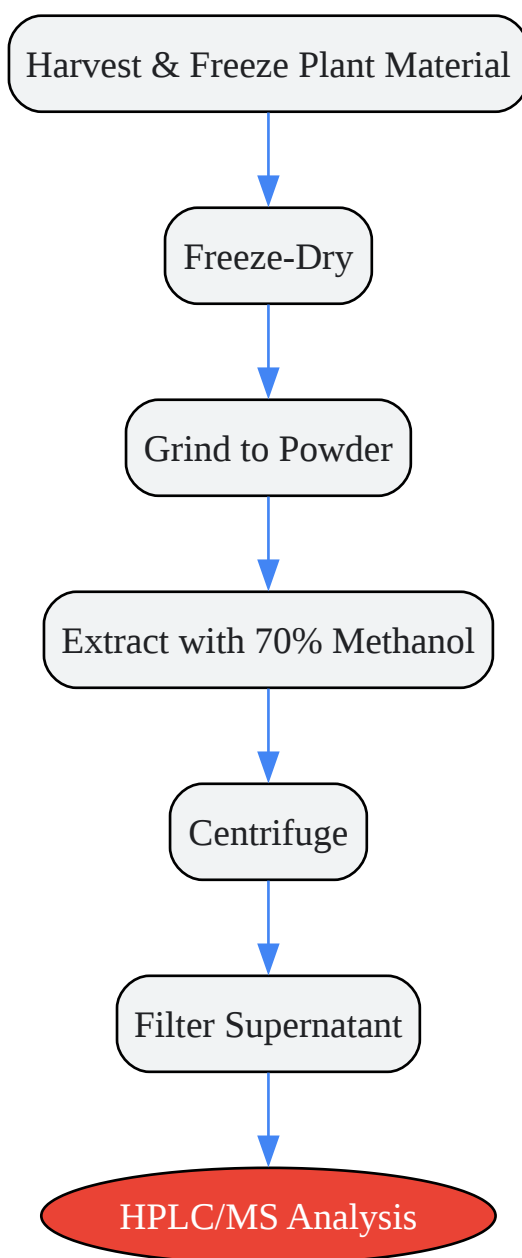 Harvest & Freeze Plant Material
Freeze-Dry
Grind to Powder
Extract with 70% Methanol
Centrifuge
Filter Supernatant
HPLC/MS Analysis